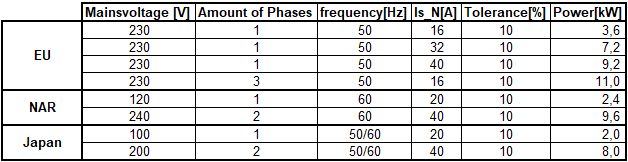 Mainsvoltage [V] Amount of Phases frequency[Hz] Is_N[A] Tolerance[%] Power[kW]
EU 230 1 50 16 10 3,6
230 1 50 32 10 7,2
230 1 50 40 10 9,2
230 3 50 16 10 11,0
NAR 120 1 60 20 10 2,4
240 2 60 40 10 9,6
Japan 100 1 50/60 20 10 2,0
200 2 50/60 40 10 8,0